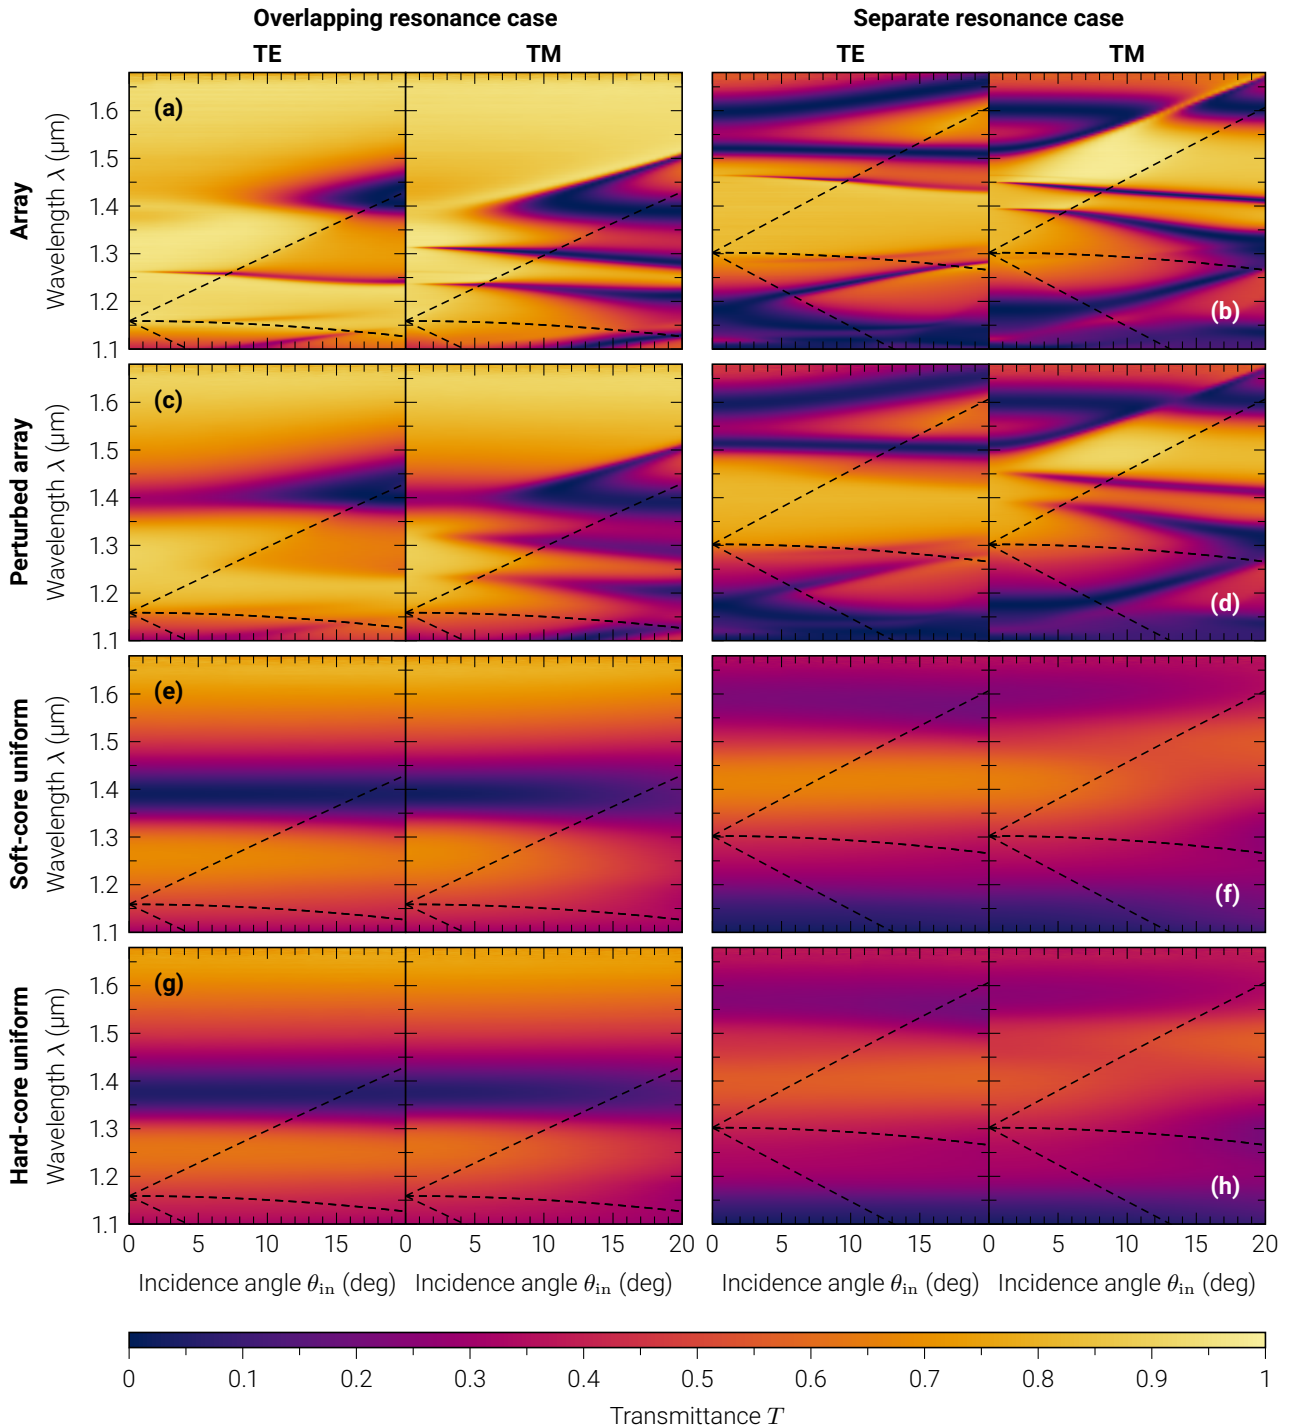 Overlapping resonance case Separate resonance case
TE TM TE TM
Array
Wavelength λ (μm)
1.6
1.5
1.4
1.3
1.2
1.1
(a)
(b)
Perturbed array
Wavelength λ (μm)
1.6
1.5
1.4
1.3
1.2
1.1
(c)
(d)
Soft-core uniform
Wavelength λ (μm)
1.6
1.5
1.4
1.3
1.2
1.1
(e)
(f)
Hard-core uniform
Wavelength λ (μm)
1.6
1.5
1.4
1.3
1.2
1.1
(g)
(h)
0 5 10 15 0 5 10 15 20 0 5 10 15 0 5 10 15 20
Incidence angle θin (deg) Incidence angle θin (deg) Incidence angle θin (deg) Incidence angle θin (deg)
0 0.1 0.2 0.3 0.4 0.5 0.6 0.7 0.8 0.9 1
Transmittance T